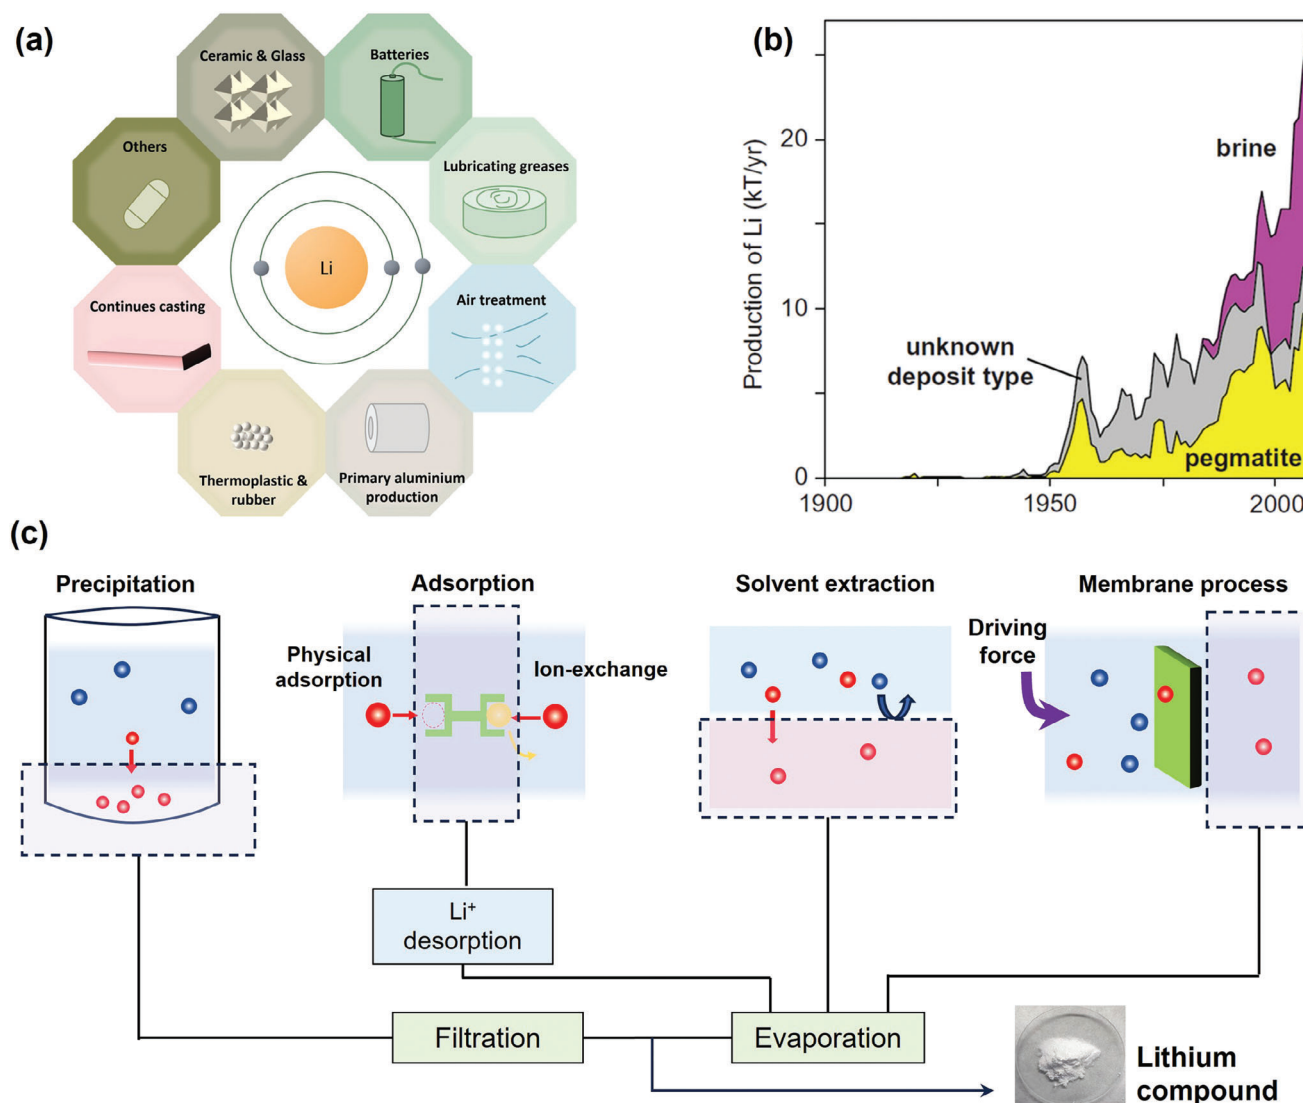 (a)
Ceramic & Glass
Batteries
Others
Lubricating greases
Li
Continues casting
Air treatment
Thermoplastic &
rubber
Primary aluminium
production
(b)
Production of Li (kT/yr)
20
10
0
1900
1950
2000
brine
unknown
deposit type
pegmatite
(c)
Precipitation
Adsorption
Solvent extraction
Membrane process
Physical
adsorption
Ion-exchange
Driving
force
Li⁺
desorption
Filtration
Evaporation
Lithium
compound